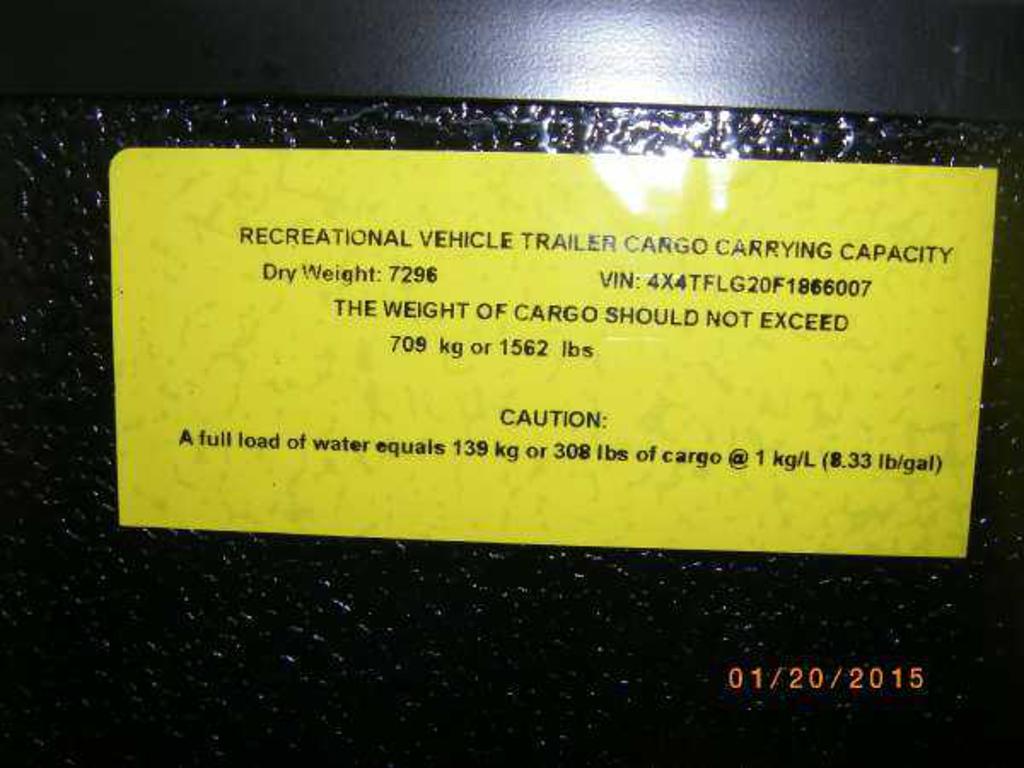 RECREATIONAL VEHICLE TRAILER CARGO CARRYING CAPACITY
Dry Weight: 7296 VIN: 4X4TFLG20F1866007
THE WEIGHT OF CARGO SHOULD NOT EXCEED
709 kg or 1562 lbs
CAUTION:
A full load of water equals 139 kg or 308 lbs of cargo @ 1 kg/L (8.33 lb/gal)
01/20/2015